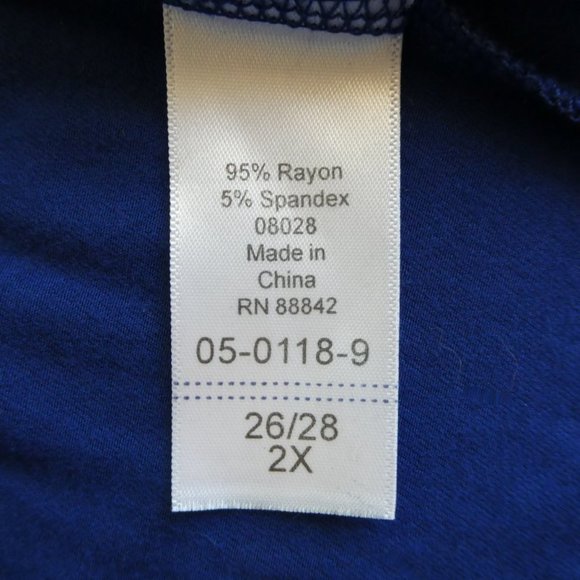 95% Rayon
5% Spandex
08028
Made in
China
RN 88842
05-0118-9
26/28
2X